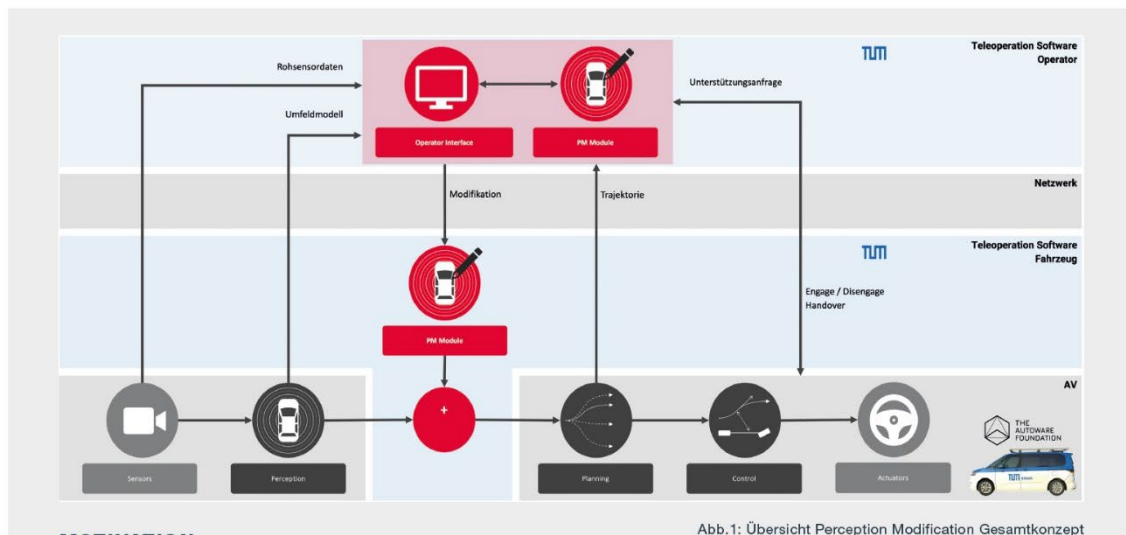 TUM
Teleoperation Software
Operator
Rohsensordaten
Unterstützungsanfrage
Umfeldmodell
Operator Interface
PM Module
Netzwerk
Modifikation
Trajektorie
TUM
Teleoperation Software
Fahrzeug
Engage / Disengage
Handover
PM Module
AV
+
THE
AUTOWARE
FOUNDATION
TUM
Sensors
Perception
Planning
Control
Actuators
Abb.1: Übersicht Perception Modification Gesamtkonzept